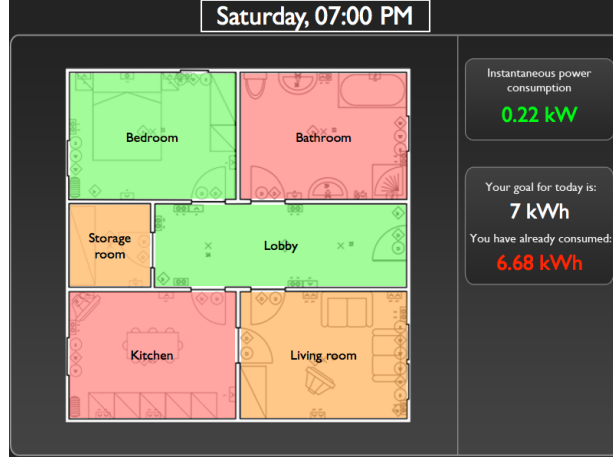 Saturday, 07:00 PM
Instantaneous power
consumption
0.22 kW
Your goal for today is:
7 kWh
You have already consumed:
6.68 kWh
Bedroom
Bathroom
Storage
room
Lobby
Kitchen
Living room